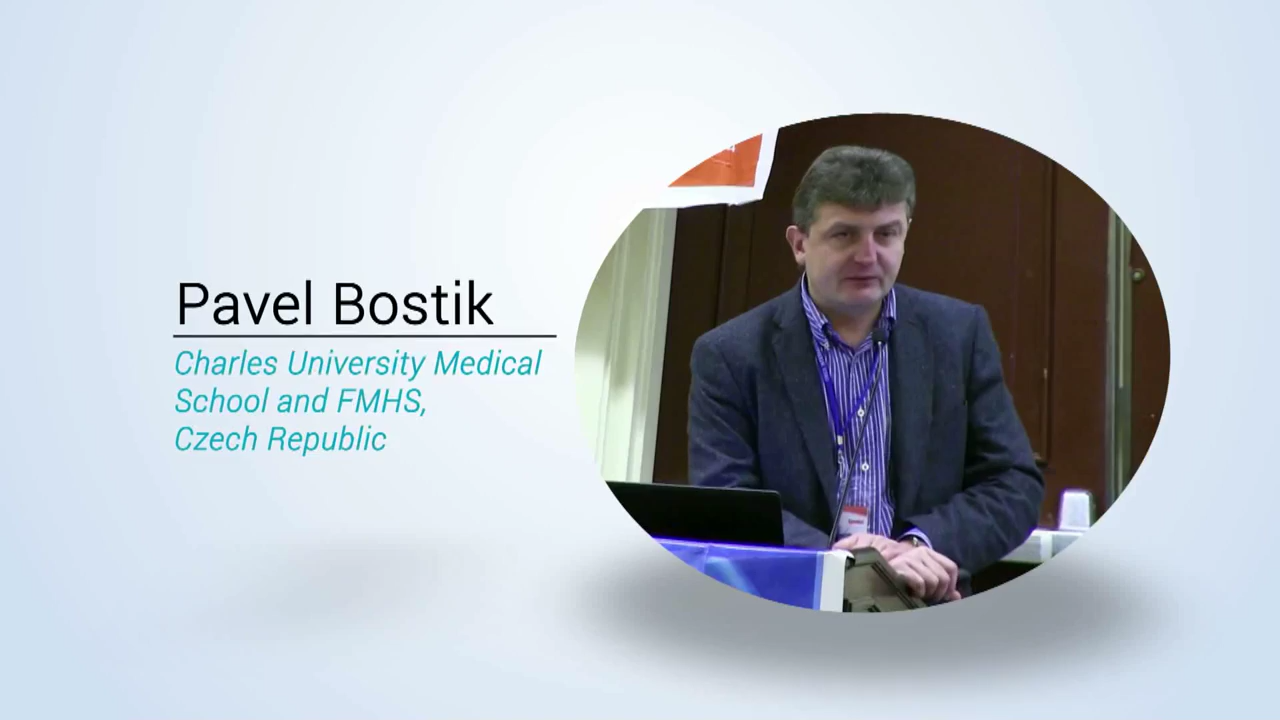 Pavel Bostik
Charles University Medical
School and FMHS,
Czech Republic